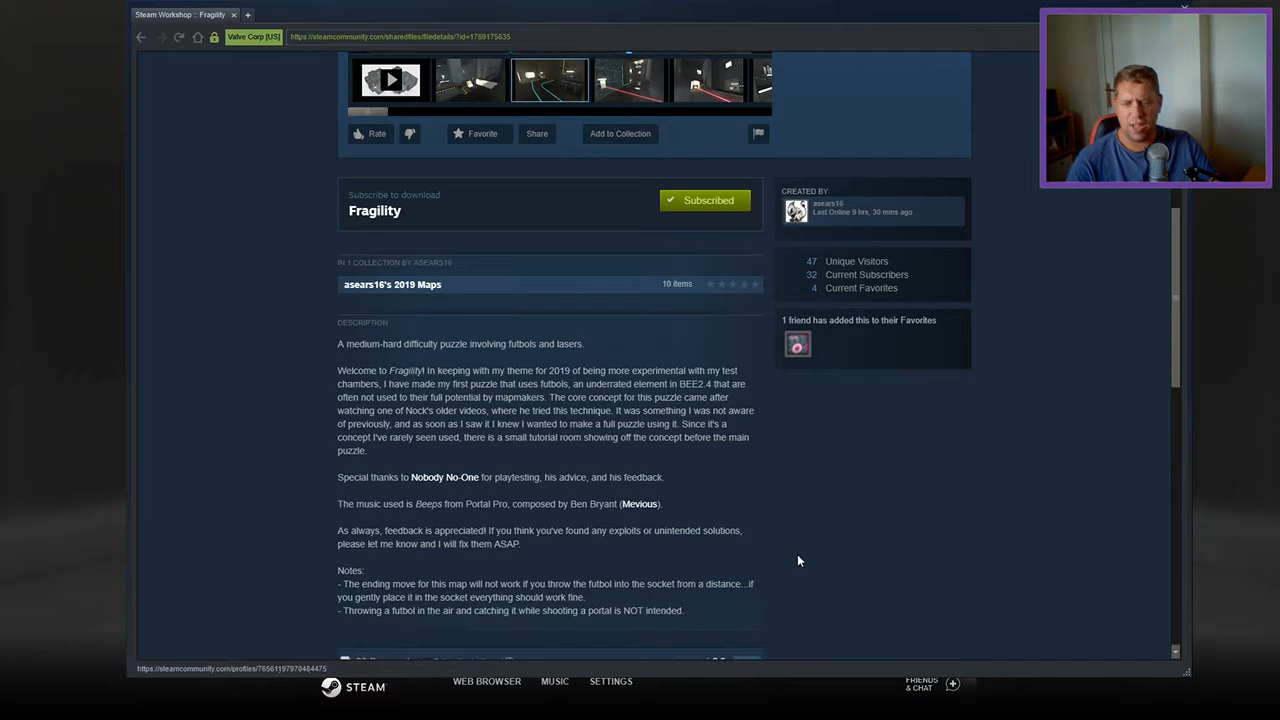 Steam Workshop :: Fragility × +
Valve Corp [US] https://steamcommunity.com/sharedfiles/filedetails/?id=1769175635
Rate Favorite Share Add to Collection
Subscribe to download
Fragility
Subscribed
CREATED BY
asears16
Last Online 9 hrs, 30 mins ago
47 Unique Visitors
32 Current Subscribers
4 Current Favorites
1 friend has added this to their Favorites
IN 1 COLLECTION BY ASEARS16
asears16's 2019 Maps 10 items
DESCRIPTION
A medium-hard difficulty puzzle involving futbols and lasers.
Welcome to Fragility! In keeping with my theme for 2019 of being more experimental with my test
chambers, I have made my first puzzle that uses futbols, an underrated element in BEE2.4 that are
often not used to their full potential by mapmakers. The core concept for this puzzle came after
watching one of Nock's older videos, where he tried this technique. It was something I was not aware
of previously, and as soon as I saw it I knew I wanted to make a full puzzle using it. Since it's a
concept I've rarely seen used, there is a small tutorial room showing off the concept before the main
puzzle.
Special thanks to Nobody No-One for playtesting, his advice, and his feedback.
The music used is Beeps from Portal Pro, composed by Ben Bryant (Mevious).
As always, feedback is appreciated! If you think you've found any exploits or unintended solutions,
please let me know and I will fix them ASAP.
Notes:
- The ending move for this map will not work if you throw the futbol into the socket from a distance...if
you gently place it in the socket everything should work fine.
- Throwing a futbol in the air and catching it while shooting a portal is NOT intended.
https://steamcommunity.com/profiles/76561197970484475
STEAM WEB BROWSER MUSIC SETTINGS FRIENDS
& CHAT